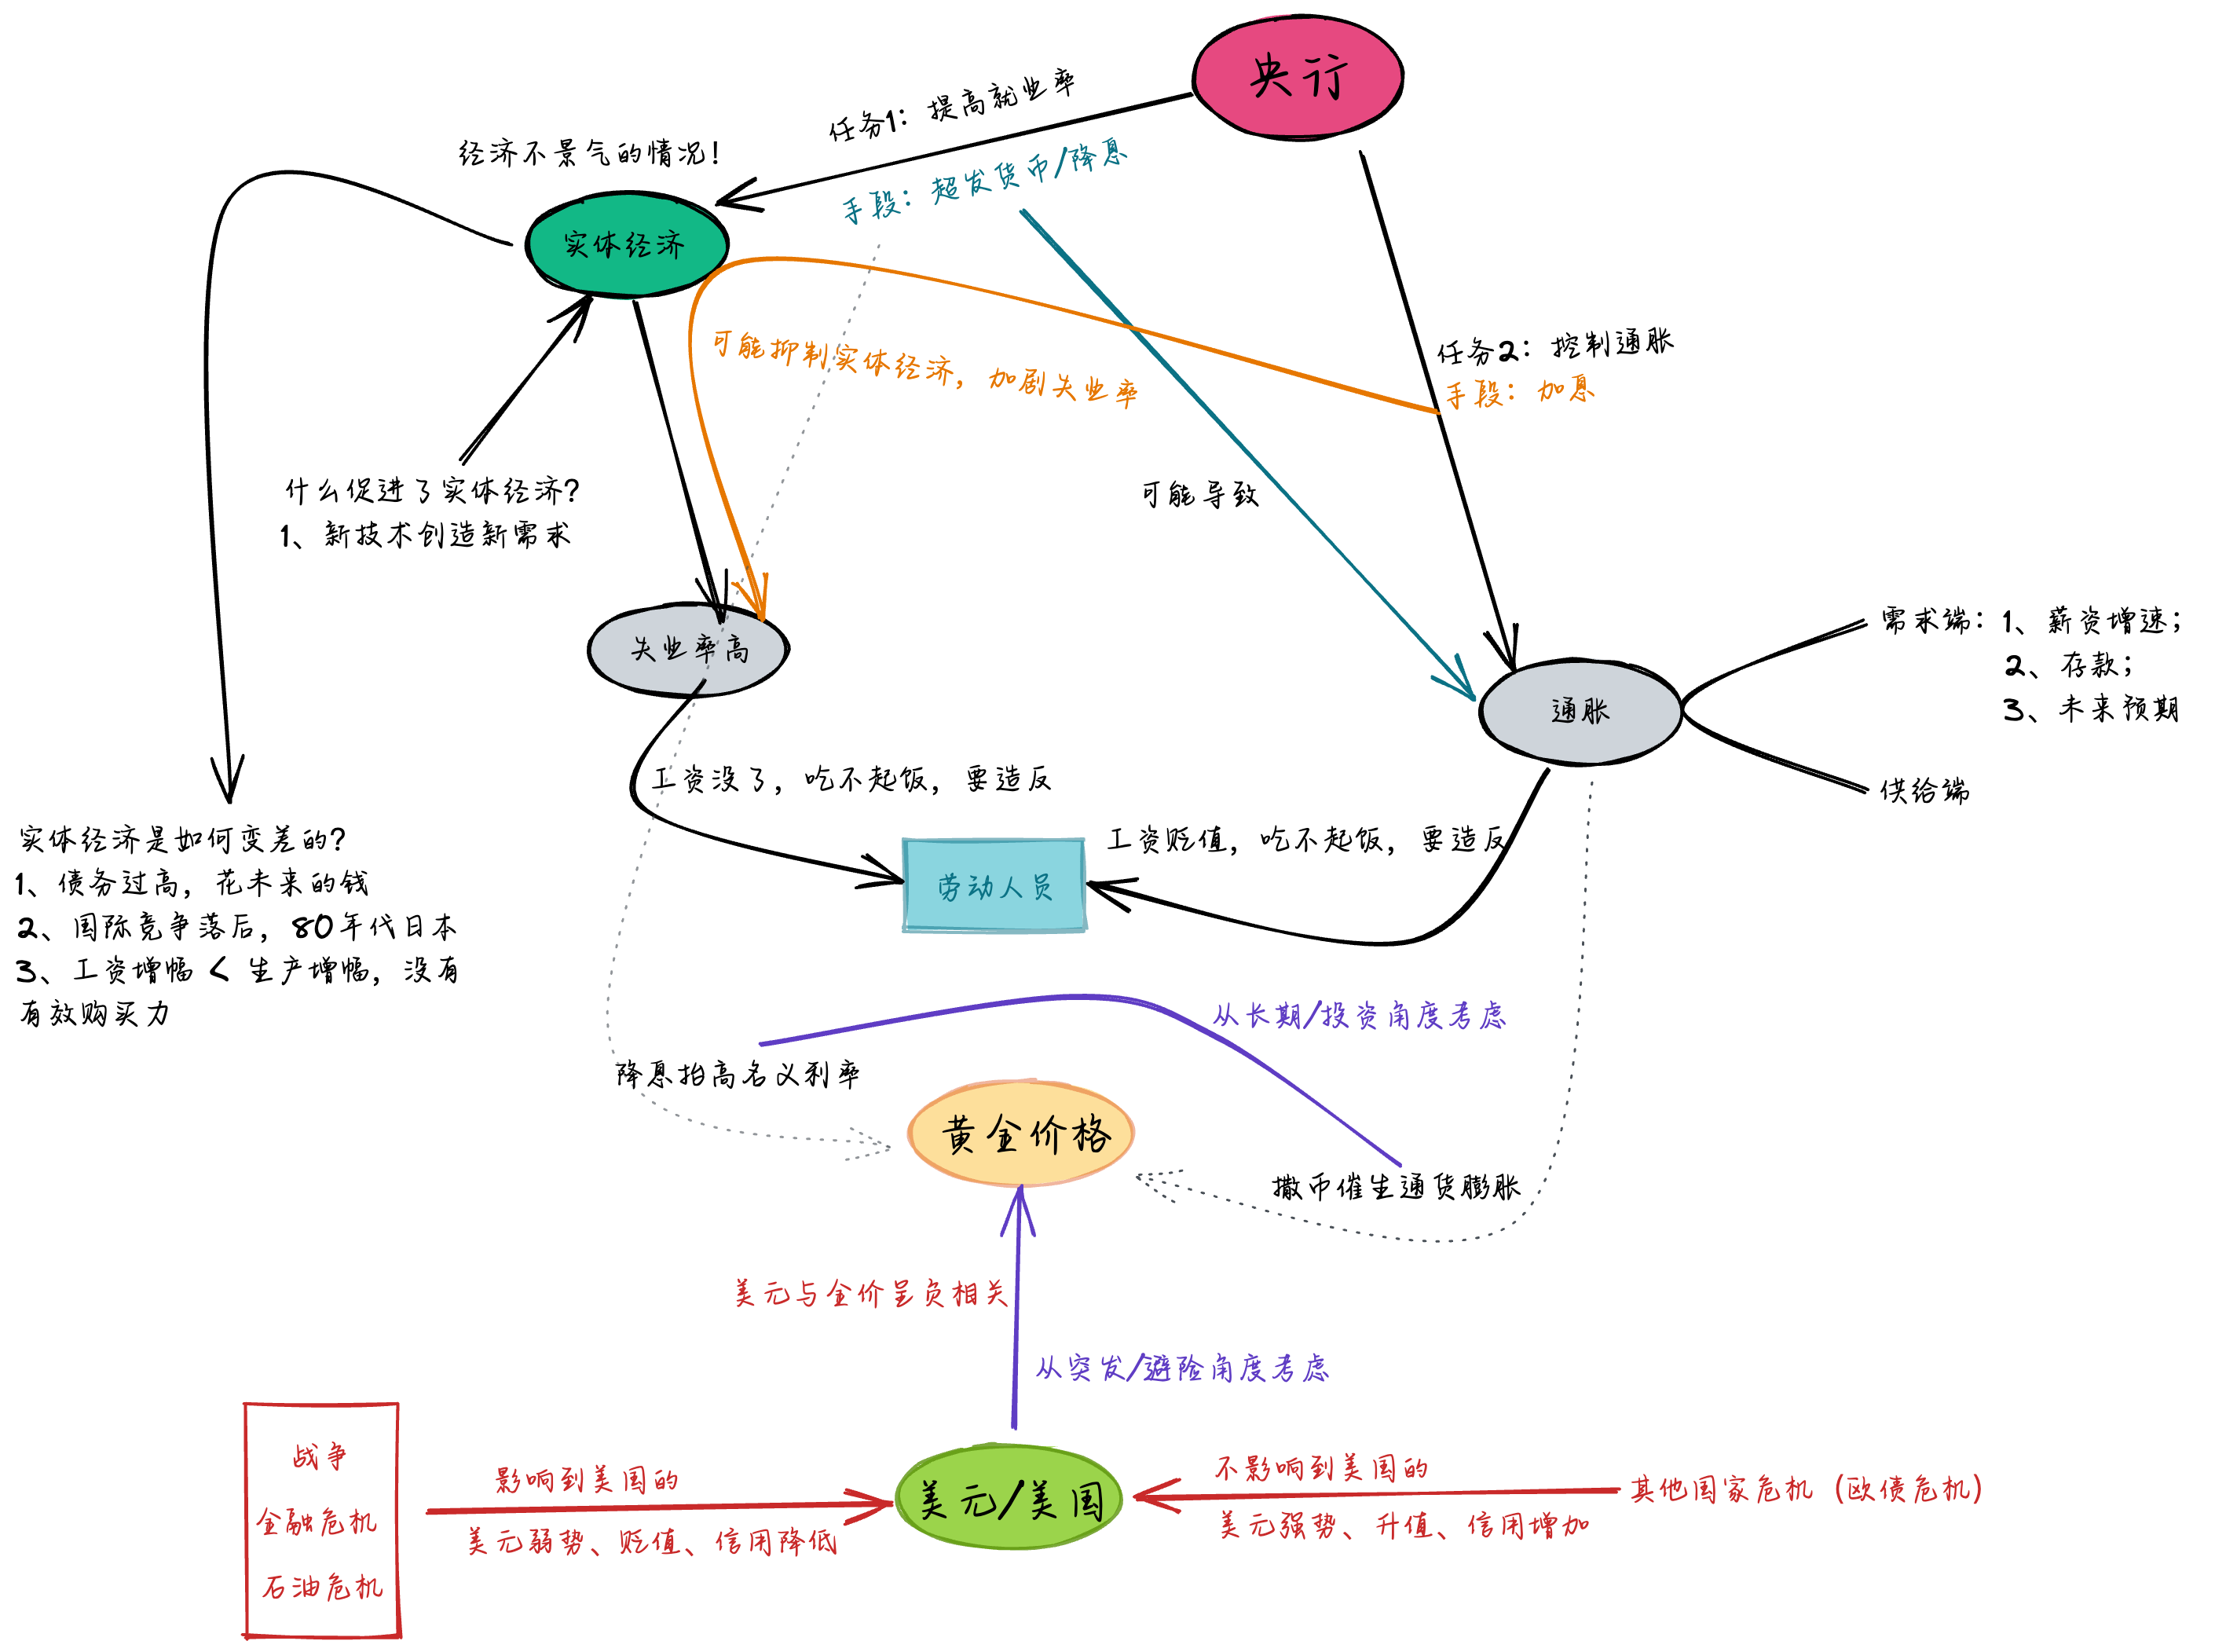 央行
任务1：提高就业率
手段：超发货币/降息
经济不景气的情况！
实体经济
可能抑制实体经济，加剧失业率
任务2：控制通胀
手段：加息
什么促进了实体经济？
1、新技术创造新需求
可能导致
失业率高
通胀
需求端：1、薪资增速；
2、存款；
3、未来预期
供给端
工资没了，吃不起饭，要造反
工资贬值，吃不起饭，要造反
劳动人员
实体经济是如何变差的？
1、债务过高，花未来的钱
2、国际竞争落后，80年代日本
3、工资增幅 < 生产增幅，没有
有效购买力
从长期/投资角度考虑
降息抬高名义利率
黄金价格
撒币催生通货膨胀
美元与金价呈负相关
从突发/避险角度考虑
战争
金融危机
石油危机
影响到美国的
美元弱势、贬值、信用降低
美元/美国
不影响到美国的
美元强势、升值、信用增加
其他国家危机（欧债危机）